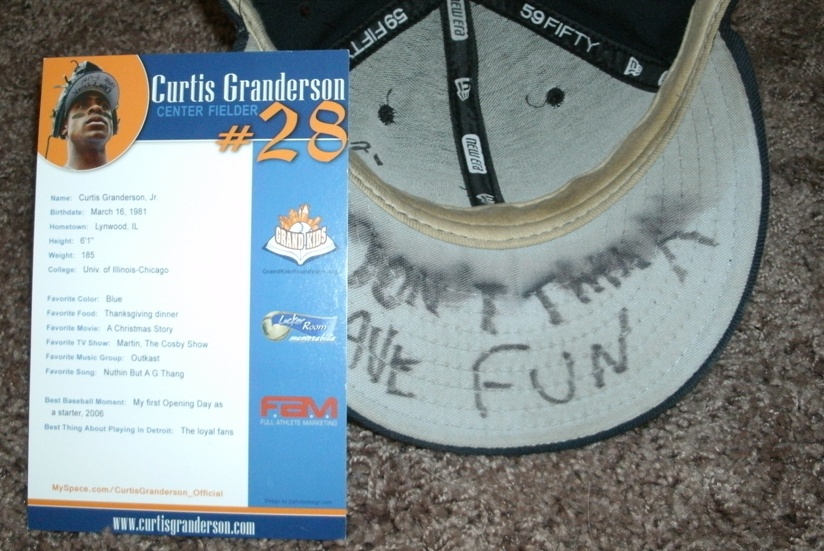 Curtis Granderson
CENTER FIELDER
#28
Name: Curtis Granderson, Jr.
Birthdate: March 16, 1981
Hometown: Lynwood, IL
Height: 6'1"
Weight: 185
College: Univ. of Illinois-Chicago
Favorite Color: Blue
Favorite Food: Thanksgiving dinner
Favorite Movie: A Christmas Story
Favorite TV Show: Martin, The Cosby Show
Favorite Music Group: Outkast
Favorite Song: Nuthin But A G Thang
Best Baseball Moment: My first Opening Day as
a starter, 2006
Best Thing About Playing In Detroit: The loyal fans
MySpace.com/CurtisGranderson_Official
www.curtisgranderson.com
GRAND KIDS
Locker
Room
memorabilia
F.A.M
FULL ATHLETE MARKETING
59FIFTY
NEW ERA
59FIFTY
NEW ERA
DON'T THINK
AVE FUN